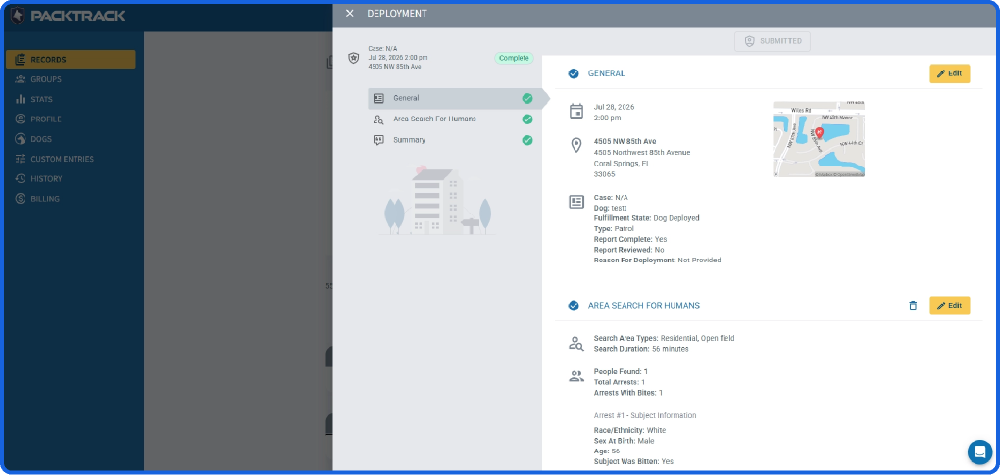 PACKTRACK
DEPLOYMENT
RECORDS
GROUPS
STATS
PROFILE
DOGS
CUSTOM ENTRIES
HISTORY
BILLING
Case: N/A
Jul 28, 2026 2:00 pm
4505 NW 85th Ave
Complete
General
Area Search For Humans
Summary
SUBMITTED
GENERAL
Edit
Jul 28, 2026
2:00 pm
4505 NW 85th Ave
4505 Northwest 85th Avenue
Coral Springs, FL
33065
Wiles Rd
Case: N/A
Dog: testt
Fulfillment State: Dog Deployed
Type: Patrol
Report Complete: Yes
Report Reviewed: No
Reason For Deployment: Not Provided
AREA SEARCH FOR HUMANS
Edit
Search Area Types: Residential, Open field
Search Duration: 56 minutes
People Found: 1
Total Arrests: 1
Arrests With Bites: 1
Arrest #1 - Subject Information
Race/Ethnicity: White
Sex At Birth: Male
Age: 56
Subject Was Bitten: Yes